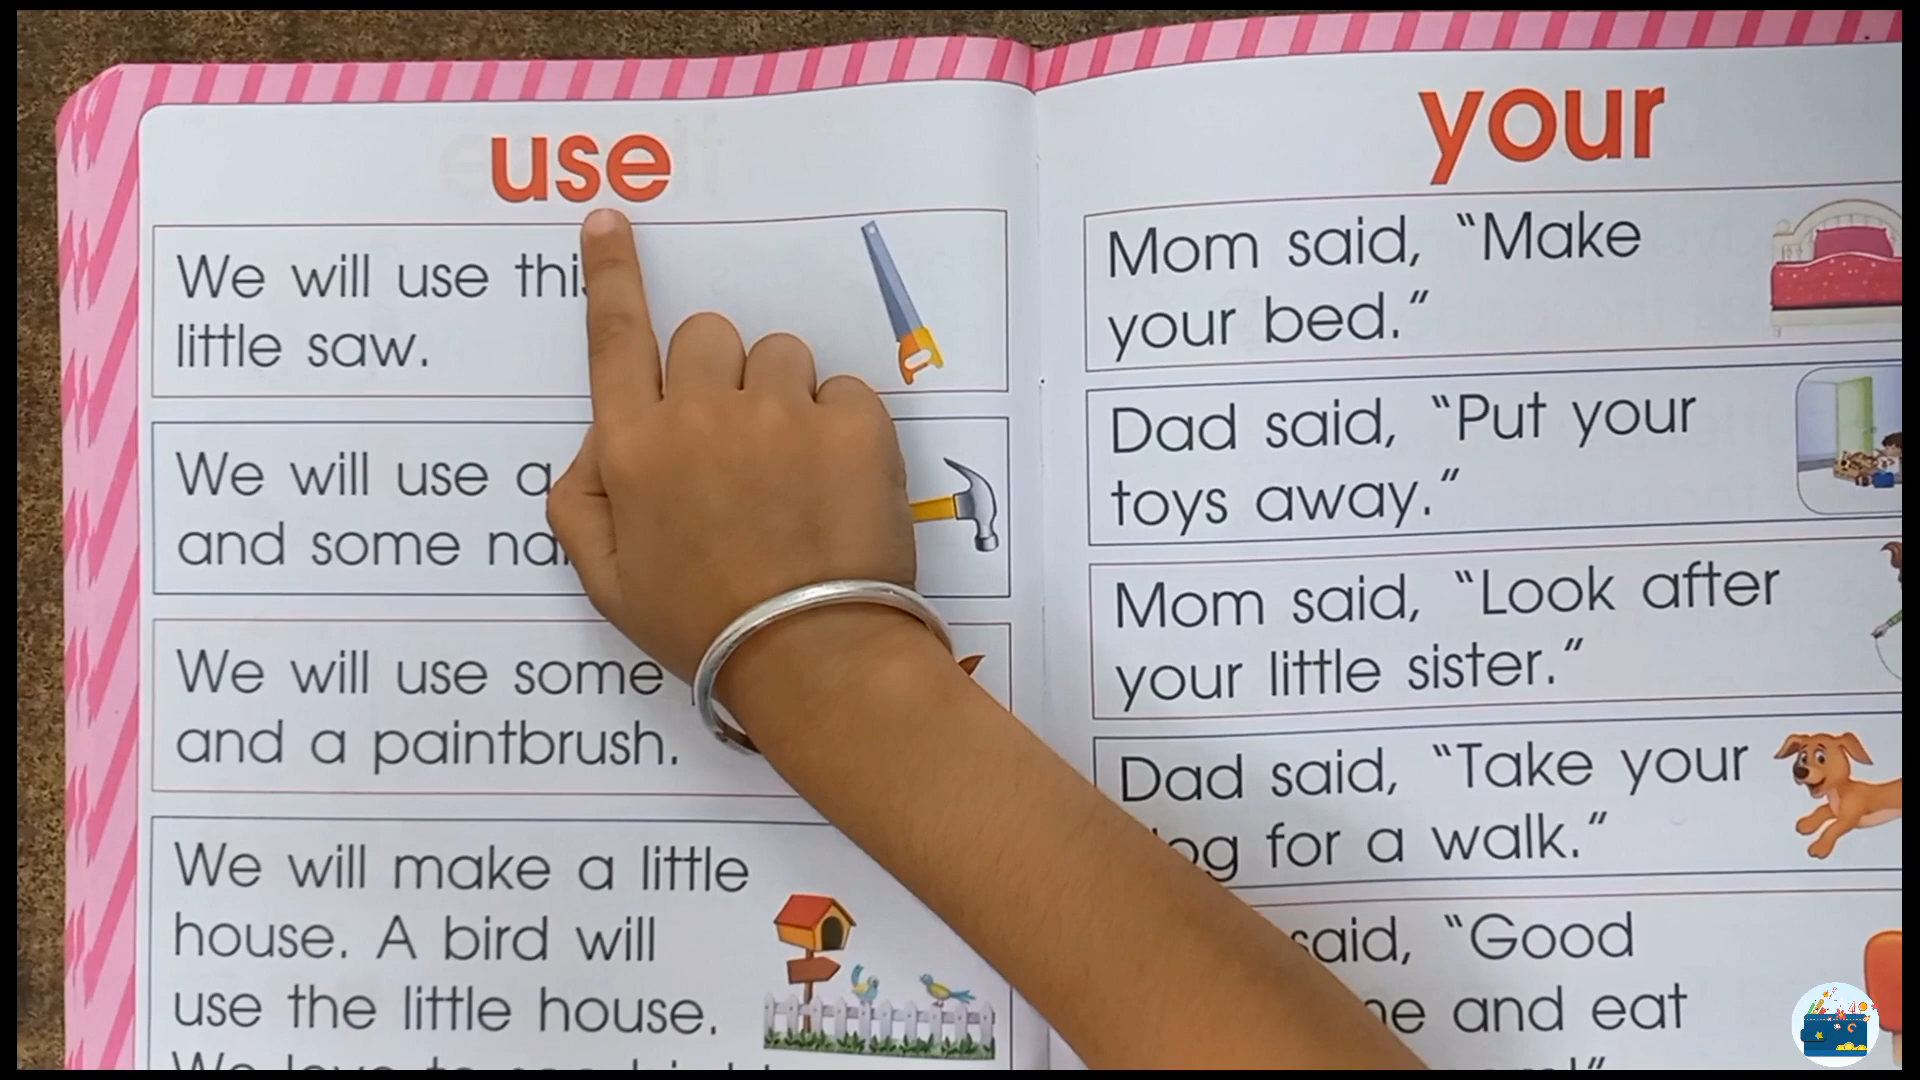 use
We will use this
little saw.
We will use a
and some
We will use some
and a paintbrush.
We will make a little
house. A bird will
use the little house.
your
Mom said, “Make
your bed.”
Dad said, “Put your
toys away.”
Mom said, “Look after
your little sister.”
Dad said, “Take your
dog for a walk.”
said, “Good
and eat